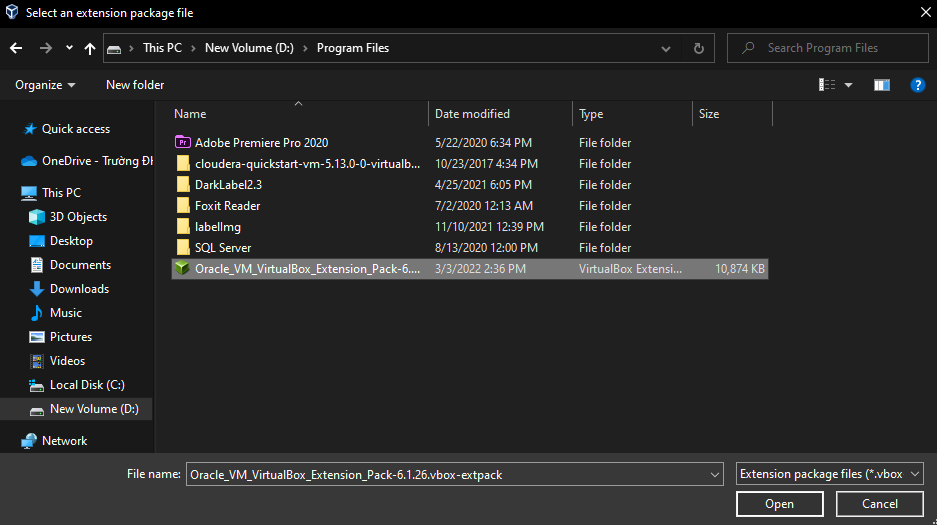 Select an extension package file
This PC > New Volume (D:) > Program Files
Search Program Files
Organize New folder
Name Date modified Type Size
Quick access
OneDrive - Trường ĐH
This PC
3D Objects
Desktop
Documents
Downloads
Music
Pictures
Videos
Local Disk (C:)
New Volume (D:)
Network
Pr Adobe Premiere Pro 2020 5/22/2020 6:34 PM File folder
cloudera-quickstart-vm-5.13.0-0-virtualb... 10/23/2017 4:34 PM File folder
DarkLabel2.3 4/25/2021 6:05 PM File folder
Foxit Reader 7/2/2020 12:13 AM File folder
labelImg 11/10/2021 12:39 PM File folder
SQL Server 8/13/2020 12:00 PM File folder
Oracle_VM_VirtualBox_Extension_Pack-6.... 3/3/2022 2:36 PM VirtualBox Extensi... 10,874 KB
File name: Oracle_VM_VirtualBox_Extension_Pack-6.1.26.vbox-extpack Extension package files (*.vbox
Open Cancel